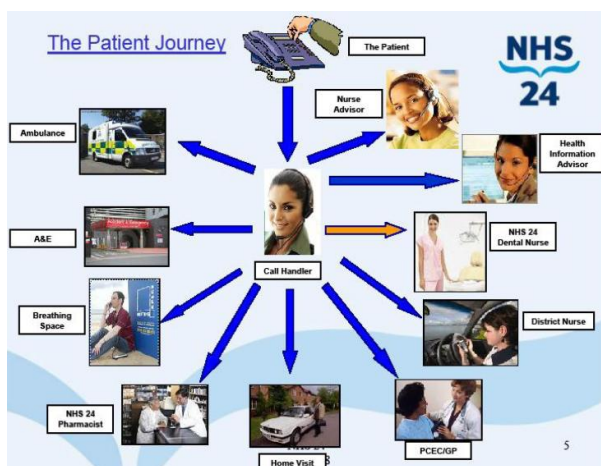 The Patient Journey
The Patient
NHS
24
Nurse
Advisor
Ambulance
Health
Information
Advisor
A&E
NHS 24
Dental Nurse
Call Handler
Breathing
Space
District Nurse
NHS 24
Pharmacist
Home Visit
PCEC/GP
5